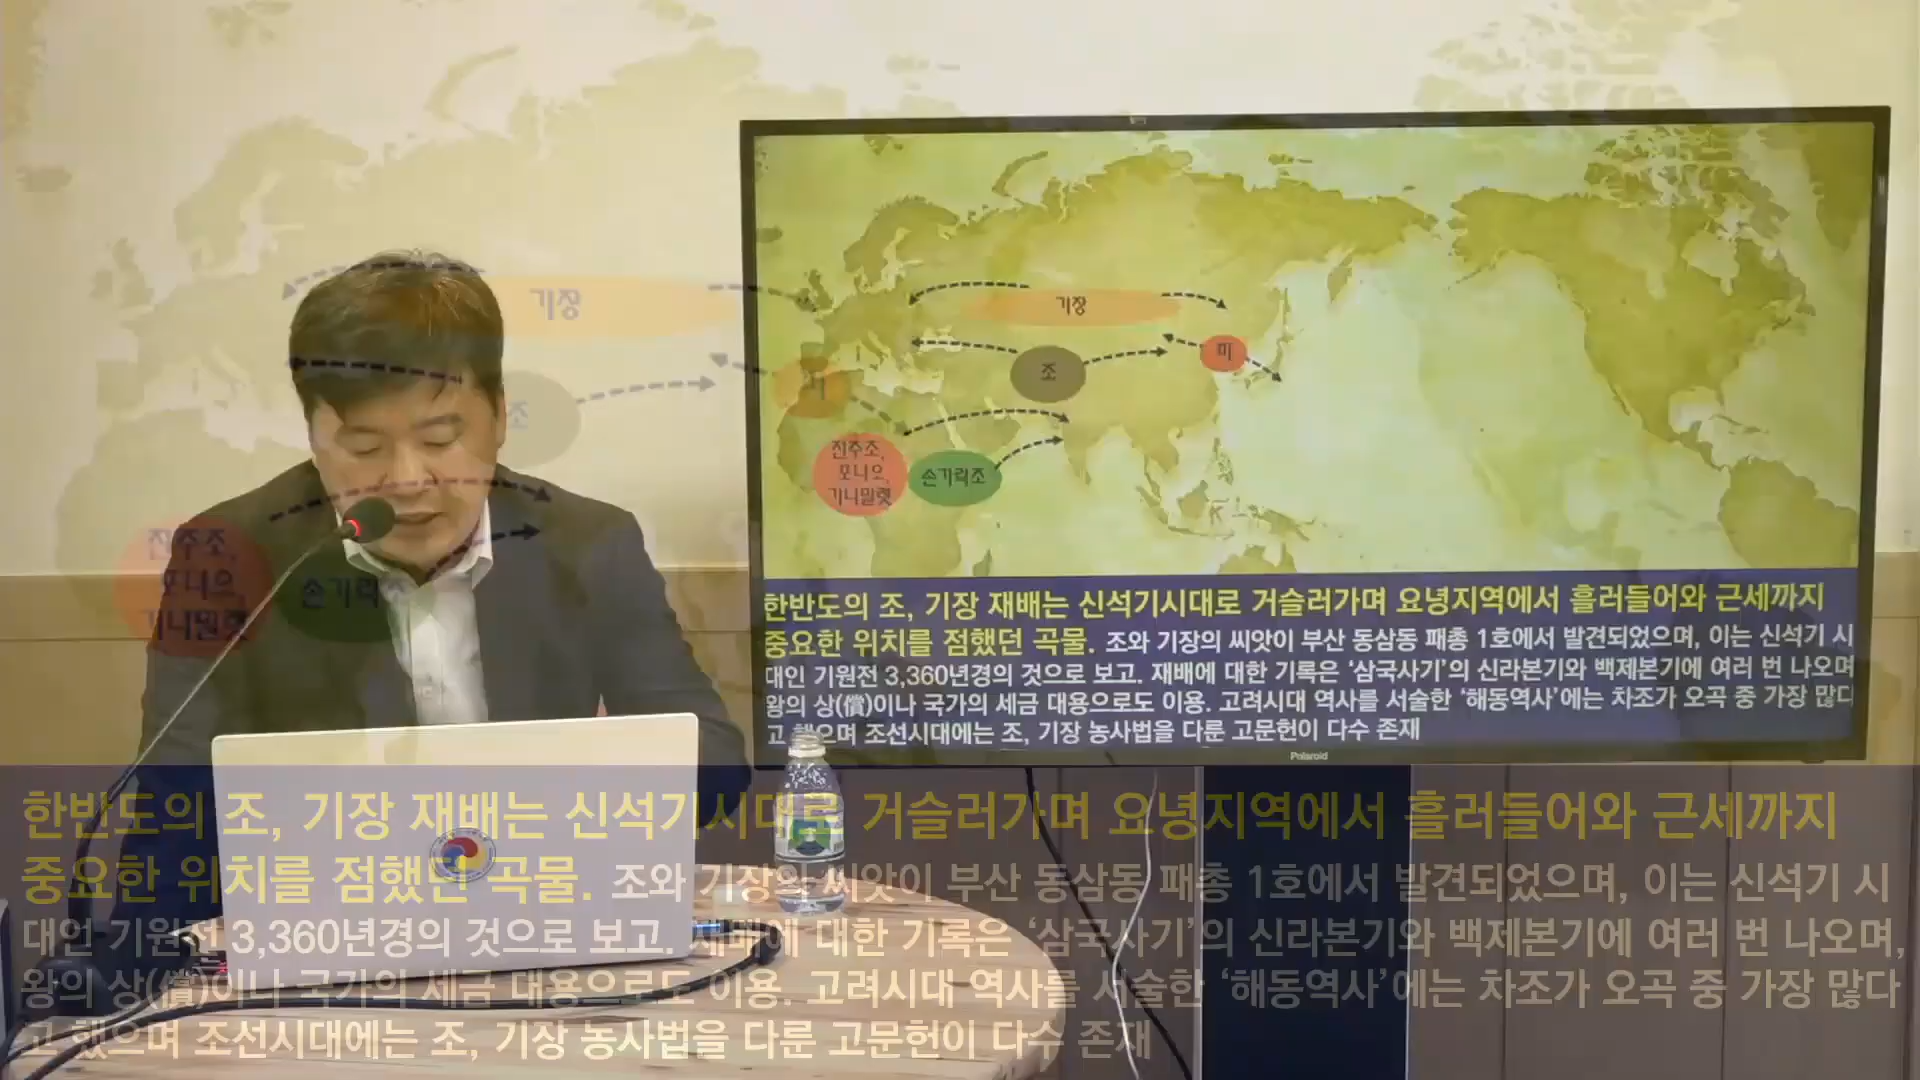 기장
조
피
진주조,
포니오,
기니밀렛
손가락조
한반도의 조, 기장 재배는 신석기시대로 거슬러가며 요녕지역에서 흘러들어와 근세까지
중요한 위치를 점했던 곡물. 조와 기장의 씨앗이 부산 동삼동 패총 1호에서 발견되었으며, 이는 신석기 시
대인 기원전 3,360년경의 것으로 보고. 재배에 대한 기록은 ‘삼국사기’의 신라본기와 백제본기에 여러 번 나오며
왕의 상(償)이나 국가의 세금 대용으로도 이용. 고려시대 역사를 서술한 ‘해동역사’에는 차조가 오곡 중 가장 많다
고 했으며 조선시대에는 조, 기장 농사법을 다룬 고문헌이 다수 존재
Polaroid
기장
조
피
진주조,
포니오,
기니밀렛
손가락조
한반도의 조, 기장 재배는 신석기시대로 거슬러가며 요녕지역에서 흘러들어와 근세까지
중요한 위치를 점했던 곡물. 조와 기장의 씨앗이 부산 동삼동 패총 1호에서 발견되었으며, 이는 신석기 시
대인 기원전 3,360년경의 것으로 보고. 재배에 대한 기록은 ‘삼국사기’의 신라본기와 백제본기에 여러 번 나오며,
왕의 상(償)이나 국가의 세금 대용으로도 이용. 고려시대 역사를 서술한 ‘해동역사’에는 차조가 오곡 중 가장 많다
고 했으며 조선시대에는 조, 기장 농사법을 다룬 고문헌이 다수 존재